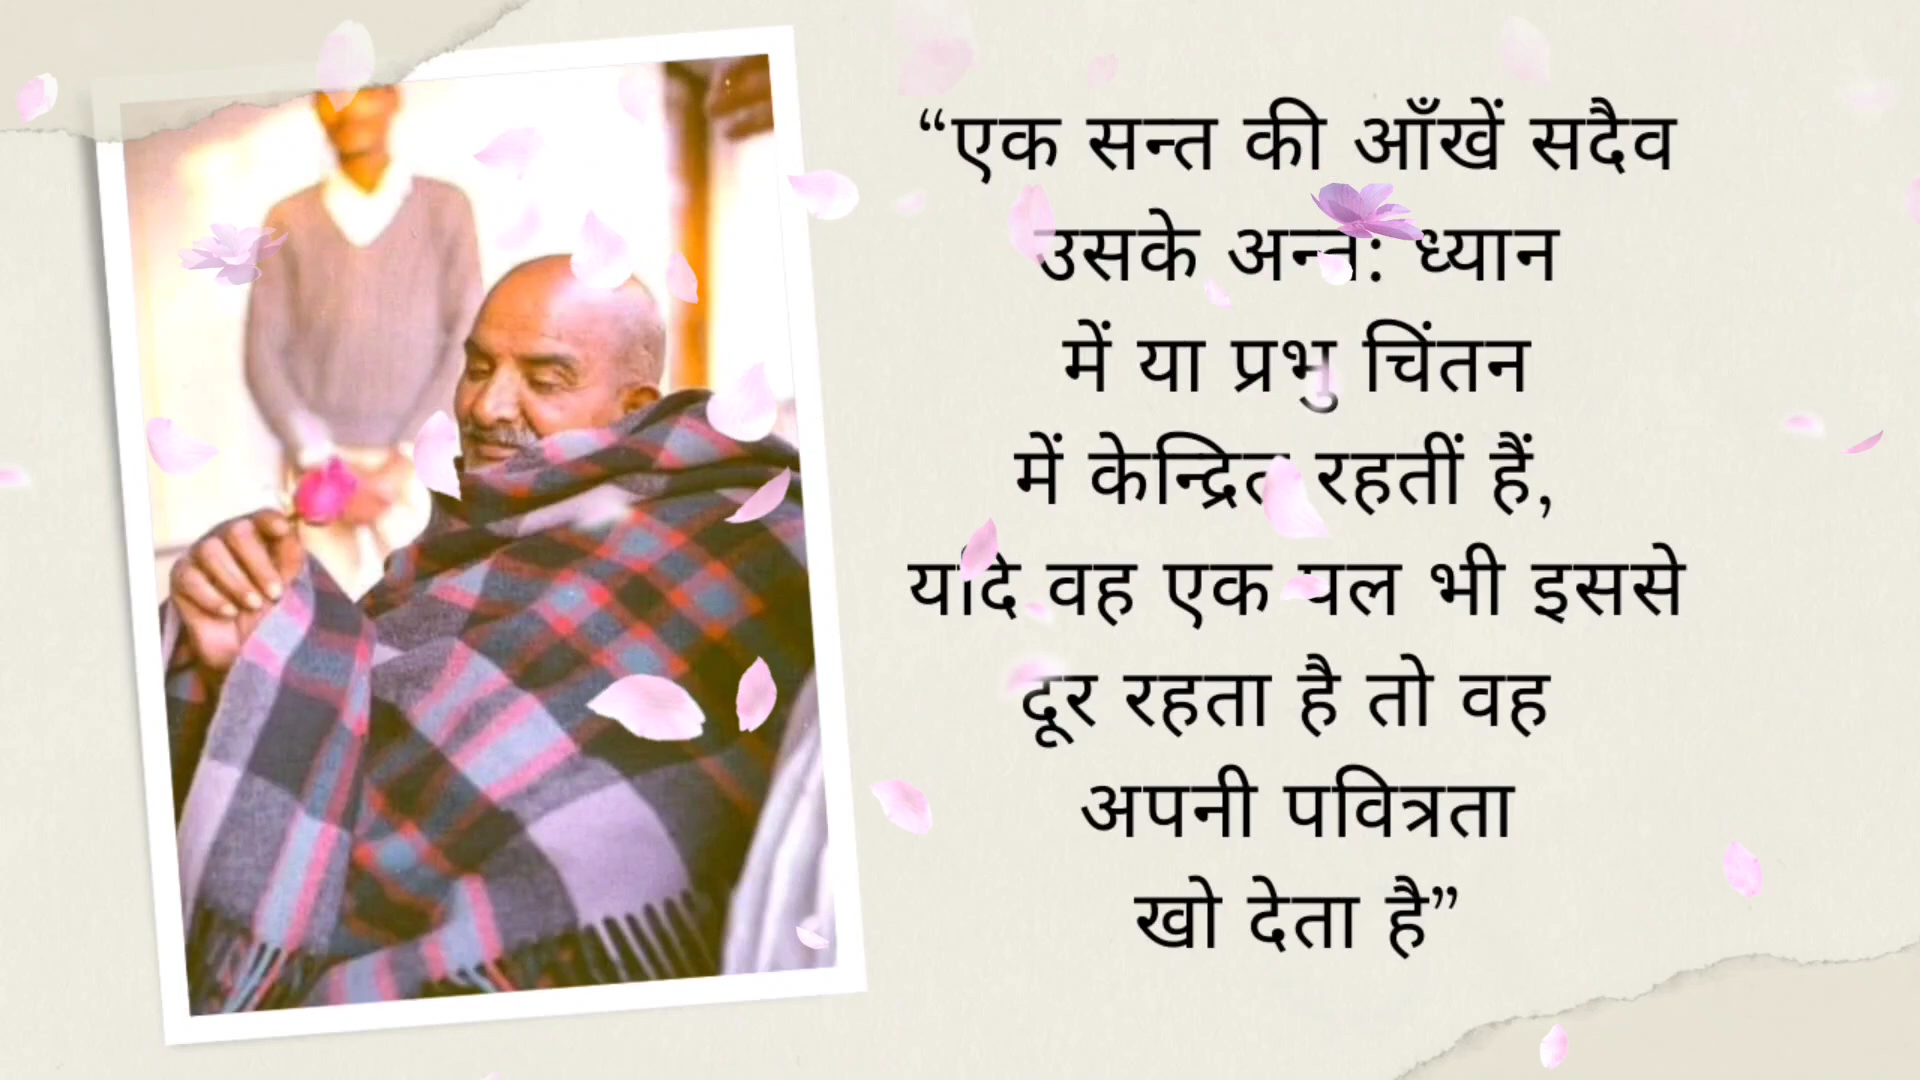 “एक सन्त की आँखें सदैव
उसके अन्त: ध्यान
में या प्रभु चिंतन
में केन्द्रित रहतीं हैं,
यदि वह एक पल भी इससे
दूर रहता है तो वह
अपनी पवित्रता
खो देता है”